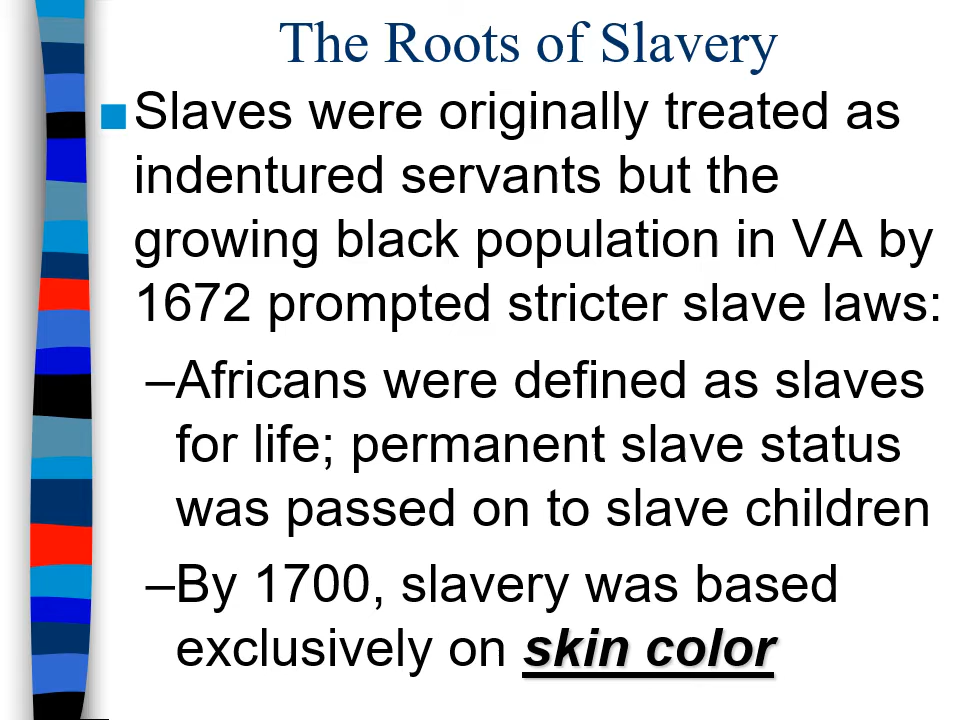 The Roots of Slavery
■Slaves were originally treated as
indentured servants but the
growing black population in VA by
1672 prompted stricter slave laws:
–Africans were defined as slaves
for life; permanent slave status
was passed on to slave children
–By 1700, slavery was based
exclusively on skin color